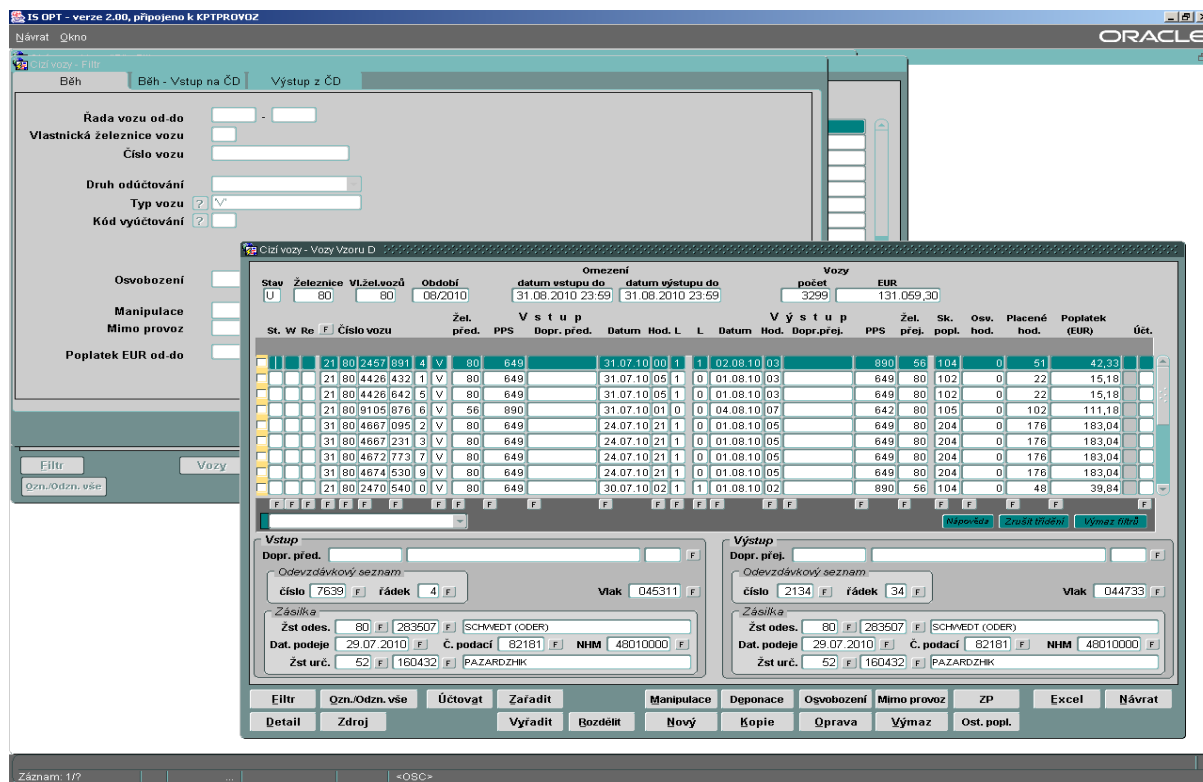 IS OPT - verze 2.00, připojeno k KPTPROVOZ
Návrat Okno
ORACLE
Cizí vozy - Filtr
Běh Běh - Vstup na ČD Výstup z ČD
Řada vozu od-do -
Vlastnická železnice vozu
Číslo vozu
Druh odúčtování
Typ vozu ? 'V'
Kód vyúčtování ?
Osvobození
Manipulace
Mimo provoz
Poplatek EUR od-do
Filtr Vozy
Ozn./Odzn. vše
Cizí vozy - Vozy Vzoru D
Omezení Vozy
Stav Železnice Vl.žel.vozů Období datum vstupu do datum výstupu do počet EUR
U 80 80 08/2010 31.08.2010 23:59 31.08.2010 23:59 3299 131.059,30
Žel. V s t u p V ý s t u p Žel. Sk. Osv. Placené Poplatek
St. W Re F Číslo vozu před. PPS Dopr. před. Datum Hod. L L Datum Hod. Dopr.přej. PPS přej. popl. hod. hod. (EUR) Účt.
21 80 2457 891 4 V 80 649 31.07.10 00 1 1 02.08.10 03 890 56 104 0 51 42,33
21 80 4426 432 1 V 80 649 31.07.10 05 1 0 01.08.10 03 649 80 102 0 22 15,18
21 80 4426 642 5 V 80 649 31.07.10 05 1 0 01.08.10 03 649 80 102 0 22 15,18
21 80 9105 876 6 V 56 890 31.07.10 01 0 0 04.08.10 07 642 80 105 0 102 111,18
31 80 4667 095 2 V 80 649 24.07.10 21 1 0 01.08.10 05 649 80 204 0 176 183,04
31 80 4667 231 3 V 80 649 24.07.10 21 1 0 01.08.10 05 649 80 204 0 176 183,04
31 80 4672 773 7 V 80 649 24.07.10 21 1 0 01.08.10 05 649 80 204 0 176 183,04
31 80 4674 530 9 V 80 649 24.07.10 21 1 0 01.08.10 05 649 80 204 0 176 183,04
21 80 2470 540 0 V 80 649 30.07.10 02 1 1 01.08.10 02 890 56 104 0 48 39,84
F F F F F F F F F F F F F F F F F F F F F F F
Nápověda Zrušit třídění Výmaz filtrů
Vstup
Dopr. před. F
Odevzdávkový seznam
číslo 7639 F řádek 4 F Vlak 045311 F
Zásilka
Žst odes. 80 F 283507 F SCHWEDT (ODER)
Dat. podeje 29.07.2010 F Č. podací 82181 F NHM 48010000 F
Žst urč. 52 F 160432 F PAZARDZHIK
Výstup
Dopr. přej. F
Odevzdávkový seznam
číslo 2134 F řádek 34 F Vlak 044733 F
Zásilka
Žst odes. 80 F 283507 F SCHWEDT (ODER)
Dat. podeje 29.07.2010 F Č. podací 82181 F NHM 48010000 F
Žst urč. 52 F 160432 F PAZARDZHIK
Filtr Ozn./Odzn. vše Účtovat Zařadit Manipulace Deponace Osvobození Mimo provoz ZP Excel Návrat
Detail Zdroj Vyřadit Rozdělit Nový Kopie Oprava Výmaz Ost. popl.
Záznam: 1/? ... <OSC>